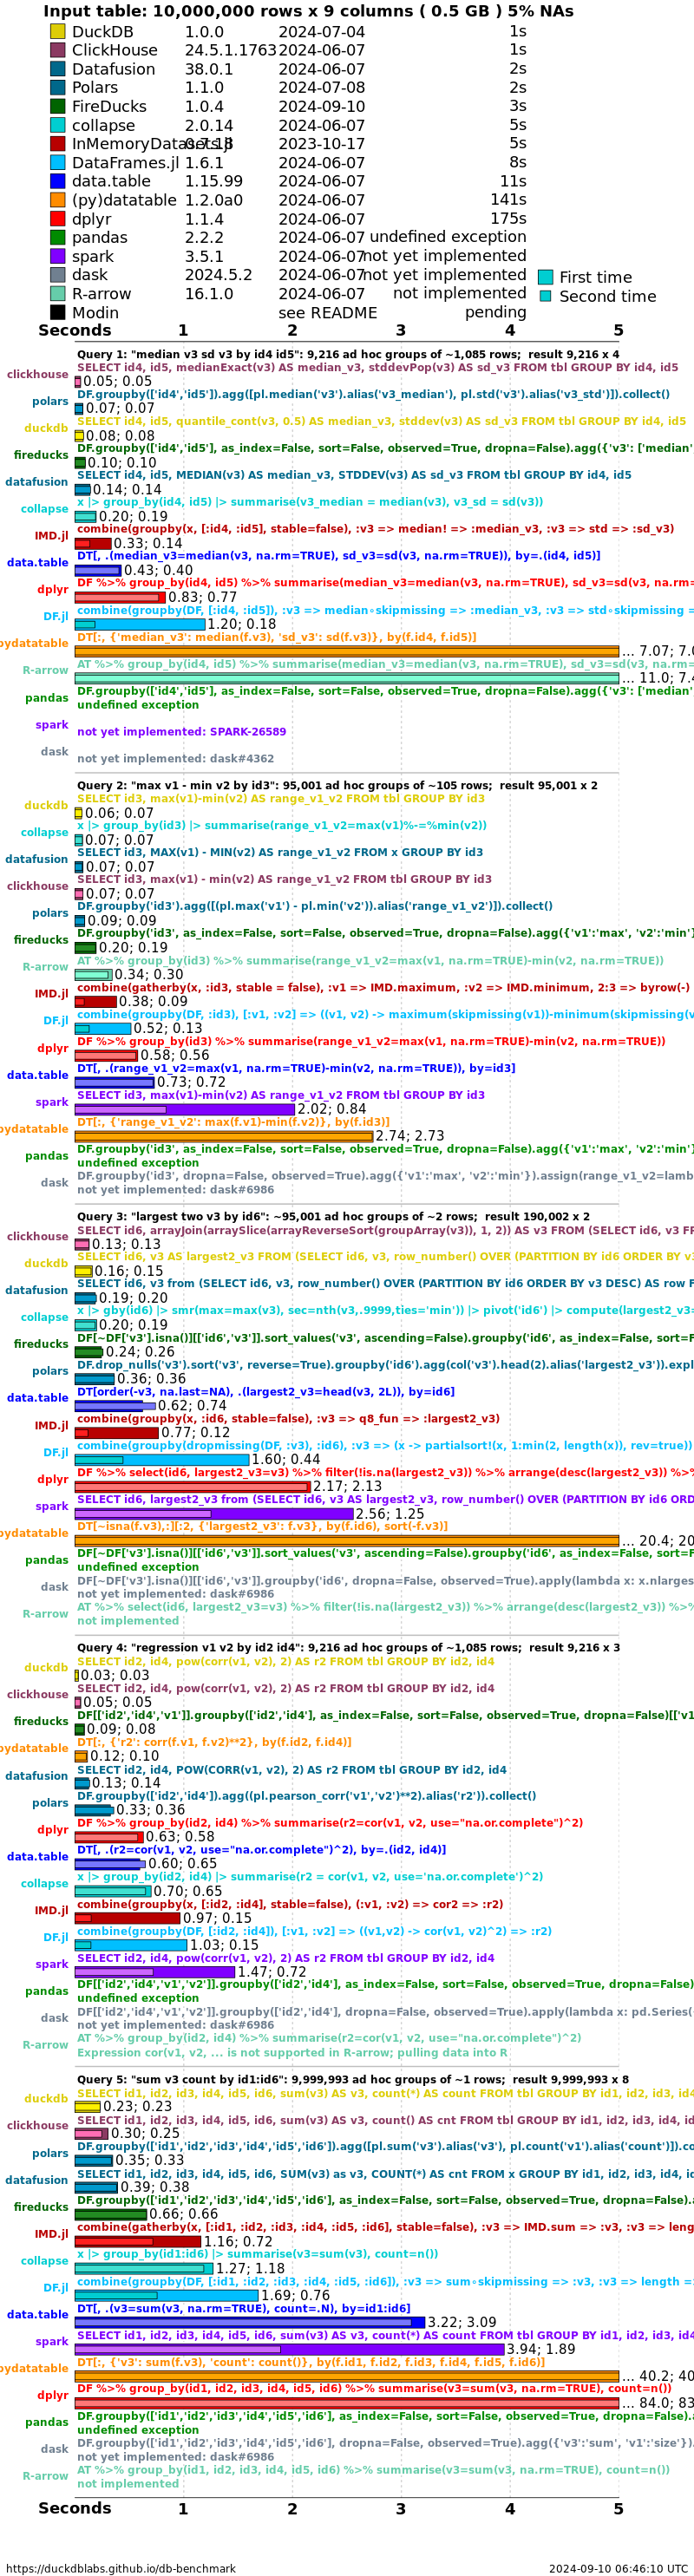 Input table: 10,000,000 rows x 9 columns ( 0.5 GB ) 5% NAs
DuckDB 1.0.0 2024-07-04 1s
ClickHouse 24.5.1.1763 2024-06-07 1s
Datafusion 38.0.1 2024-06-07 2s
Polars 1.1.0 2024-07-08 2s
FireDucks 1.0.4 2024-09-10 3s
collapse 2.0.14 2024-06-07 5s
InMemoryDatasets.jl 0.7.18 2023-10-17 5s
DataFrames.jl 1.6.1 2024-06-07 8s
data.table 1.15.99 2024-06-07 11s
(py)datatable 1.2.0a0 2024-06-07 141s
dplyr 1.1.4 2024-06-07 175s
pandas 2.2.2 2024-06-07 undefined exception
spark 3.5.1 2024-06-07 not yet implemented
dask 2024.5.2 2024-06-07 not yet implemented
R-arrow 16.1.0 2024-06-07 not implemented
Modin see README pending
First time
Second time
Seconds 1 2 3 4 5
Query 1: "median v3 sd v3 by id4 id5": 9,216 ad hoc groups of ~1,085 rows; result 9,216 x 4
SELECT id4, id5, medianExact(v3) AS median_v3, stddevPop(v3) AS sd_v3 FROM tbl GROUP BY id4, id5
clickhouse 0.05; 0.05
DF.groupby(['id4','id5']).agg([pl.median('v3').alias('v3_median'), pl.std('v3').alias('v3_std')]).collect()
polars 0.07; 0.07
SELECT id4, id5, quantile_cont(v3, 0.5) AS median_v3, stddev(v3) AS sd_v3 FROM tbl GROUP BY id4, id5
duckdb 0.08; 0.08
DF.groupby(['id4','id5'], as_index=False, sort=False, observed=True, dropna=False).agg({'v3': ['median'
fireducks 0.10; 0.10
SELECT id4, id5, MEDIAN(v3) AS median_v3, STDDEV(v3) AS sd_v3 FROM tbl GROUP BY id4, id5
datafusion 0.14; 0.14
x |> group_by(id4, id5) |> summarise(v3_median = median(v3), v3_sd = sd(v3))
collapse 0.20; 0.19
combine(groupby(x, [:id4, :id5], stable=false), :v3 => median! => :median_v3, :v3 => std => :sd_v3)
IMD.jl 0.33; 0.14
DT[, .(median_v3=median(v3, na.rm=TRUE), sd_v3=sd(v3, na.rm=TRUE)), by=.(id4, id5)]
data.table 0.43; 0.40
DF %>% group_by(id4, id5) %>% summarise(median_v3=median(v3, na.rm=TRUE), sd_v3=sd(v3, na.rm=
dplyr 0.83; 0.77
combine(groupby(DF, [:id4, :id5]), :v3 => median∘skipmissing => :median_v3, :v3 => std∘skipmissing =
DF.jl 1.20; 0.18
DT[:, {'median_v3': median(f.v3), 'sd_v3': sd(f.v3)}, by(f.id4, f.id5)]
pydatatable ... 7.07; 7.0
AT %>% group_by(id4, id5) %>% summarise(median_v3=median(v3, na.rm=TRUE), sd_v3=sd(v3, na.rm=
R-arrow ... 11.0; 7.4
DF.groupby(['id4','id5'], as_index=False, sort=False, observed=True, dropna=False).agg({'v3': ['median'
pandas undefined exception
spark not yet implemented: SPARK-26589
dask not yet implemented: dask#4362
Query 2: "max v1 - min v2 by id3": 95,001 ad hoc groups of ~105 rows; result 95,001 x 2
SELECT id3, max(v1)-min(v2) AS range_v1_v2 FROM tbl GROUP BY id3
duckdb 0.06; 0.07
x |> group_by(id3) |> summarise(range_v1_v2=max(v1)%-=%min(v2))
collapse 0.07; 0.07
SELECT id3, MAX(v1) - MIN(v2) AS range_v1_v2 FROM x GROUP BY id3
datafusion 0.07; 0.07
SELECT id3, max(v1) - min(v2) AS range_v1_v2 FROM tbl GROUP BY id3
clickhouse 0.07; 0.07
DF.groupby('id3').agg([(pl.max('v1') - pl.min('v2')).alias('range_v1_v2')]).collect()
polars 0.09; 0.09
DF.groupby('id3', as_index=False, sort=False, observed=True, dropna=False).agg({'v1':'max', 'v2':'min'}
fireducks 0.20; 0.19
AT %>% group_by(id3) %>% summarise(range_v1_v2=max(v1, na.rm=TRUE)-min(v2, na.rm=TRUE))
R-arrow 0.34; 0.30
combine(gatherby(x, :id3, stable = false), :v1 => IMD.maximum, :v2 => IMD.minimum, 2:3 => byrow(-)
IMD.jl 0.38; 0.09
combine(groupby(DF, :id3), [:v1, :v2] => ((v1, v2) -> maximum(skipmissing(v1))-minimum(skipmissing(v
DF.jl 0.52; 0.13
DF %>% group_by(id3) %>% summarise(range_v1_v2=max(v1, na.rm=TRUE)-min(v2, na.rm=TRUE))
dplyr 0.58; 0.56
DT[, .(range_v1_v2=max(v1, na.rm=TRUE)-min(v2, na.rm=TRUE)), by=id3]
data.table 0.73; 0.72
SELECT id3, max(v1)-min(v2) AS range_v1_v2 FROM tbl GROUP BY id3
spark 2.02; 0.84
DT[:, {'range_v1_v2': max(f.v1)-min(f.v2)}, by(f.id3)]
pydatatable 2.74; 2.73
DF.groupby('id3', as_index=False, sort=False, observed=True, dropna=False).agg({'v1':'max', 'v2':'min'}
pandas undefined exception
DF.groupby('id3', dropna=False, observed=True).agg({'v1':'max', 'v2':'min'}).assign(range_v1_v2=lamb
dask not yet implemented: dask#6986
Query 3: "largest two v3 by id6": ~95,001 ad hoc groups of ~2 rows; result 190,002 x 2
SELECT id6, arrayJoin(arraySlice(arrayReverseSort(groupArray(v3)), 1, 2)) AS v3 FROM (SELECT id6, v3 FR
clickhouse 0.13; 0.13
SELECT id6, v3 AS largest2_v3 FROM (SELECT id6, v3, row_number() OVER (PARTITION BY id6 ORDER BY v3
duckdb 0.16; 0.15
SELECT id6, v3 from (SELECT id6, v3, row_number() OVER (PARTITION BY id6 ORDER BY v3 DESC) AS row F
datafusion 0.19; 0.20
x |> gby(id6) |> smr(max=max(v3), sec=nth(v3,.9999,ties='min')) |> pivot('id6') |> compute(largest2_v3=
collapse 0.20; 0.19
DF[~DF['v3'].isna()][['id6','v3']].sort_values('v3', ascending=False).groupby('id6', as_index=False, sort=F
fireducks 0.24; 0.26
DF.drop_nulls('v3').sort('v3', reverse=True).groupby('id6').agg(col('v3').head(2).alias('largest2_v3')).expl
polars 0.36; 0.36
DT[order(-v3, na.last=NA), .(largest2_v3=head(v3, 2L)), by=id6]
data.table 0.62; 0.74
combine(groupby(x, :id6, stable=false), :v3 => q8_fun => :largest2_v3)
IMD.jl 0.77; 0.12
combine(groupby(dropmissing(DF, :v3), :id6), :v3 => (x -> partialsort!(x, 1:min(2, length(x)), rev=true))
DF.jl 1.60; 0.44
DF %>% select(id6, largest2_v3=v3) %>% filter(!is.na(largest2_v3)) %>% arrange(desc(largest2_v3)) %>%
dplyr 2.17; 2.13
SELECT id6, largest2_v3 from (SELECT id6, v3 AS largest2_v3, row_number() OVER (PARTITION BY id6 ORD
spark 2.56; 1.25
DT[~isna(f.v3),:][:2, {'largest2_v3': f.v3}, by(f.id6), sort(-f.v3)]
pydatatable ... 20.4; 20
DF[~DF['v3'].isna()][['id6','v3']].sort_values('v3', ascending=False).groupby('id6', as_index=False, sort=F
pandas undefined exception
DF[~DF['v3'].isna()][['id6','v3']].groupby('id6', dropna=False, observed=True).apply(lambda x: x.nlarges
dask not yet implemented: dask#6986
AT %>% select(id6, largest2_v3=v3) %>% filter(!is.na(largest2_v3)) %>% arrange(desc(largest2_v3)) %>%
R-arrow not implemented
Query 4: "regression v1 v2 by id2 id4": 9,216 ad hoc groups of ~1,085 rows; result 9,216 x 3
SELECT id2, id4, pow(corr(v1, v2), 2) AS r2 FROM tbl GROUP BY id2, id4
duckdb 0.03; 0.03
SELECT id2, id4, pow(corr(v1, v2), 2) AS r2 FROM tbl GROUP BY id2, id4
clickhouse 0.05; 0.05
DF[['id2','id4','v1']].groupby(['id2','id4'], as_index=False, sort=False, observed=True, dropna=False)[['v1
fireducks 0.09; 0.08
DT[:, {'r2': corr(f.v1, f.v2)**2}, by(f.id2, f.id4)]
pydatatable 0.12; 0.10
SELECT id2, id4, POW(CORR(v1, v2), 2) AS r2 FROM tbl GROUP BY id2, id4
datafusion 0.13; 0.14
DF.groupby(['id2','id4']).agg((pl.pearson_corr('v1','v2')**2).alias('r2')).collect()
polars 0.33; 0.36
DF %>% group_by(id2, id4) %>% summarise(r2=cor(v1, v2, use="na.or.complete")^2)
dplyr 0.63; 0.58
DT[, .(r2=cor(v1, v2, use="na.or.complete")^2), by=.(id2, id4)]
data.table 0.60; 0.65
x |> group_by(id2, id4) |> summarise(r2 = cor(v1, v2, use='na.or.complete')^2)
collapse 0.70; 0.65
combine(groupby(x, [:id2, :id4], stable=false), (:v1, :v2) => cor2 => :r2)
IMD.jl 0.97; 0.15
combine(groupby(DF, [:id2, :id4]), [:v1, :v2] => ((v1,v2) -> cor(v1, v2)^2) => :r2)
DF.jl 1.03; 0.15
SELECT id2, id4, pow(corr(v1, v2), 2) AS r2 FROM tbl GROUP BY id2, id4
spark 1.47; 0.72
DF[['id2','id4','v1','v2']].groupby(['id2','id4'], as_index=False, sort=False, observed=True, dropna=False)
pandas undefined exception
DF[['id2','id4','v1','v2']].groupby(['id2','id4'], dropna=False, observed=True).apply(lambda x: pd.Series(
dask not yet implemented: dask#6986
AT %>% group_by(id2, id4) %>% summarise(r2=cor(v1, v2, use="na.or.complete")^2)
R-arrow Expression cor(v1, v2, ... is not supported in R-arrow; pulling data into R
Query 5: "sum v3 count by id1:id6": 9,999,993 ad hoc groups of ~1 rows; result 9,999,993 x 8
SELECT id1, id2, id3, id4, id5, id6, sum(v3) AS v3, count(*) AS count FROM tbl GROUP BY id1, id2, id3, id4
duckdb 0.23; 0.23
SELECT id1, id2, id3, id4, id5, id6, sum(v3) AS v3, count() AS cnt FROM tbl GROUP BY id1, id2, id3, id4, id
clickhouse 0.30; 0.25
DF.groupby(['id1','id2','id3','id4','id5','id6']).agg([pl.sum('v3').alias('v3'), pl.count('v1').alias('count')]).co
polars 0.35; 0.33
SELECT id1, id2, id3, id4, id5, id6, SUM(v3) as v3, COUNT(*) AS cnt FROM x GROUP BY id1, id2, id3, id4, id
datafusion 0.39; 0.38
DF.groupby(['id1','id2','id3','id4','id5','id6'], as_index=False, sort=False, observed=True, dropna=False).a
fireducks 0.66; 0.66
combine(gatherby(x, [:id1, :id2, :id3, :id4, :id5, :id6], stable=false), :v3 => IMD.sum => :v3, :v3 => leng
IMD.jl 1.16; 0.72
x |> group_by(id1:id6) |> summarise(v3=sum(v3), count=n())
collapse 1.27; 1.18
combine(groupby(DF, [:id1, :id2, :id3, :id4, :id5, :id6]), :v3 => sum∘skipmissing => :v3, :v3 => length =
DF.jl 1.69; 0.76
DT[, .(v3=sum(v3, na.rm=TRUE), count=.N), by=id1:id6]
data.table 3.22; 3.09
SELECT id1, id2, id3, id4, id5, id6, sum(v3) AS v3, count(*) AS count FROM tbl GROUP BY id1, id2, id3, id4
spark 3.94; 1.89
DT[:, {'v3': sum(f.v3), 'count': count()}, by(f.id1, f.id2, f.id3, f.id4, f.id5, f.id6)]
pydatatable ... 40.2; 40
DF %>% group_by(id1, id2, id3, id4, id5, id6) %>% summarise(v3=sum(v3, na.rm=TRUE), count=n())
dplyr ... 84.0; 83
DF.groupby(['id1','id2','id3','id4','id5','id6'], as_index=False, sort=False, observed=True, dropna=False).a
pandas undefined exception
DF.groupby(['id1','id2','id3','id4','id5','id6'], dropna=False, observed=True).agg({'v3':'sum', 'v1':'size'}).
dask not yet implemented: dask#6986
AT %>% group_by(id1, id2, id3, id4, id5, id6) %>% summarise(v3=sum(v3, na.rm=TRUE), count=n())
R-arrow not implemented
Seconds 1 2 3 4 5
https://duckdblabs.github.io/db-benchmark 2024-09-10 06:46:10 UTC